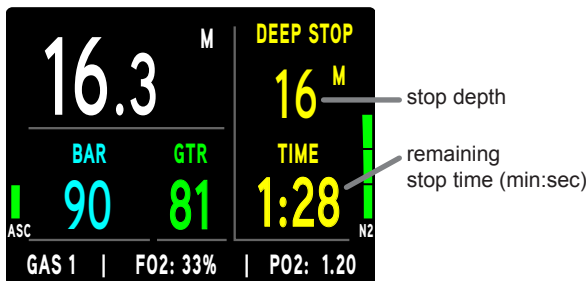 M
16.3
DEEP STOP
16 M
stop depth
BAR
90
GTR
81
TIME
1:28
remaining
stop time (min:sec)
ASC
N2
GAS 1 | FO2: 33% | PO2: 1.20